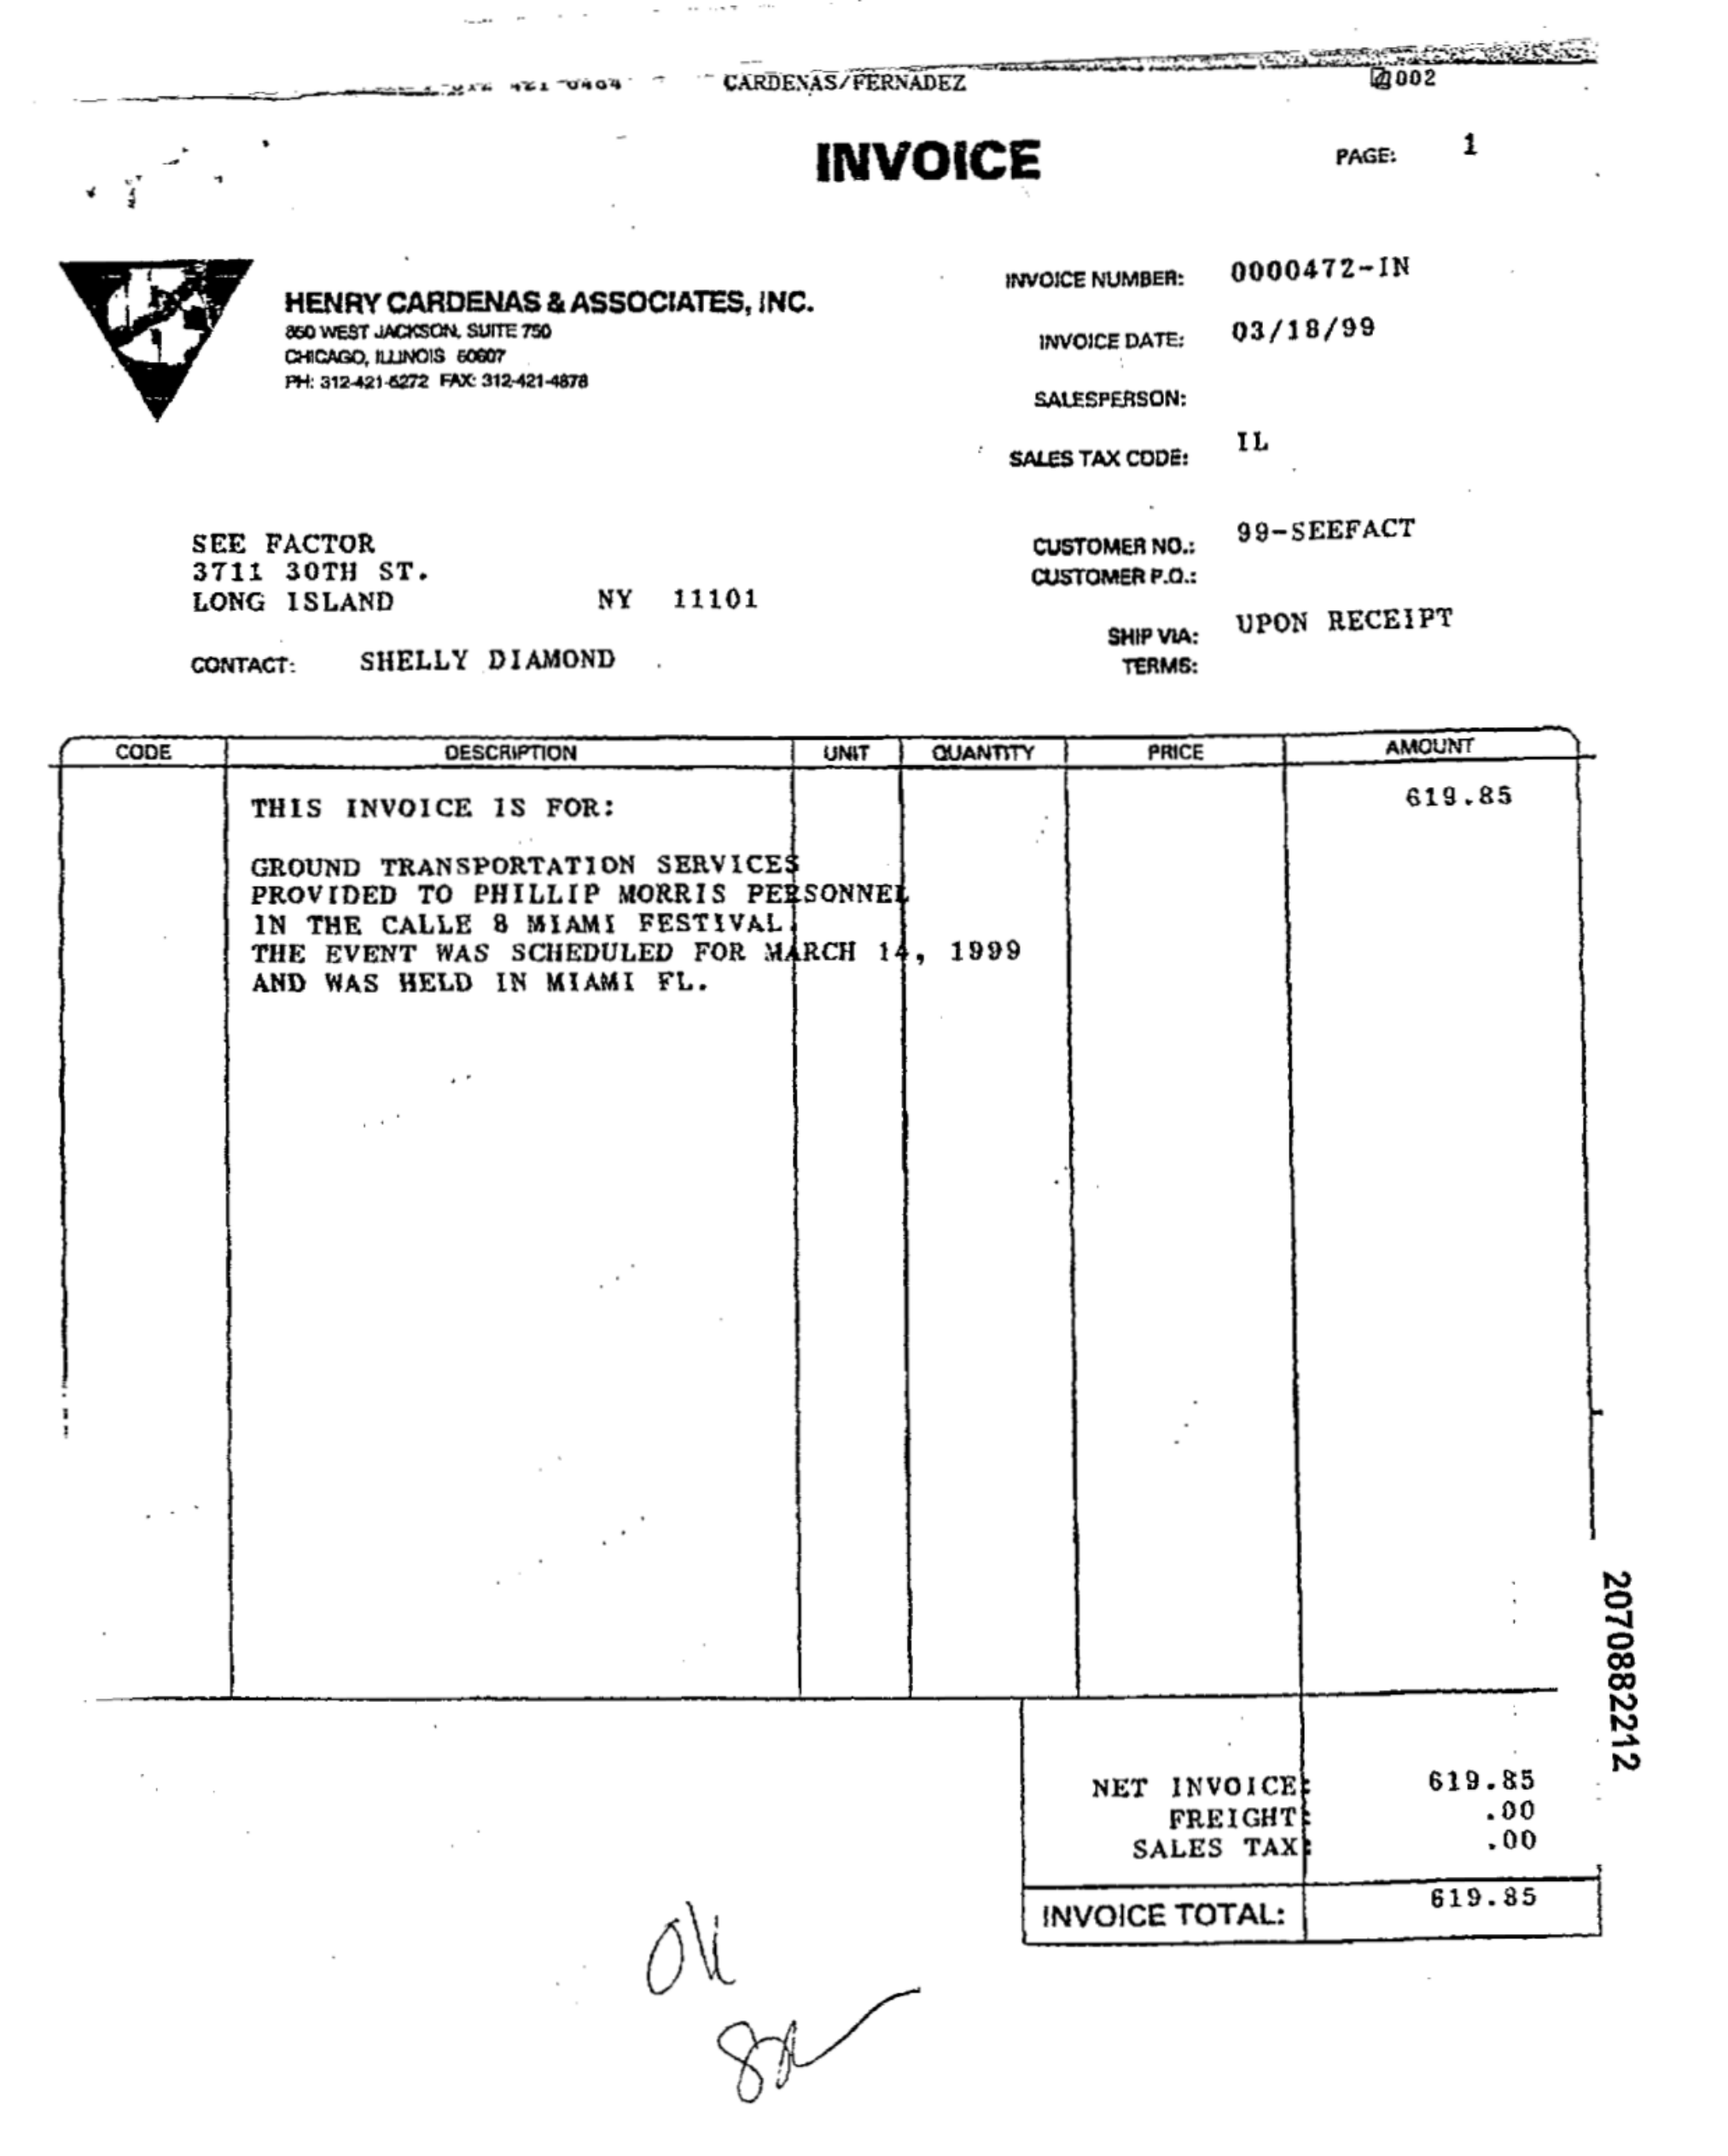 CARDENAS/FERNADEZ
002
INVOICE
PAGE: 1
HENRY CARDENAS & ASSOCIATES, INC.
850 WEST JACKSON, SUITE 750
CHICAGO, ILLINOIS 60607
PH: 312-421-6272 FAX: 312-421-4878
INVOICE NUMBER: 0000472-IN
INVOICE DATE: 03/18/99
SALESPERSON:
SALES TAX CODE: IL
SEE FACTOR
3711 30TH ST.
LONG ISLAND NY 11101
CONTACT: SHELLY DIAMOND
CUSTOMER NO.: 99-SEEFACT
CUSTOMER P.O.:
SHIP VIA: UPON RECEIPT
TERMS:
CODE DESCRIPTION UNIT QUANTITY PRICE AMOUNT
THIS INVOICE IS FOR: 619.85
GROUND TRANSPORTATION SERVICES
PROVIDED TO PHILLIP MORRIS PERSONNEL
IN THE CALLE 8 MIAMI FESTIVAL.
THE EVENT WAS SCHEDULED FOR MARCH 14, 1999
AND WAS HELD IN MIAMI FL.
2070882212
NET INVOICE: 619.85
FREIGHT: .00
SALES TAX: .00
INVOICE TOTAL: 619.85
OK